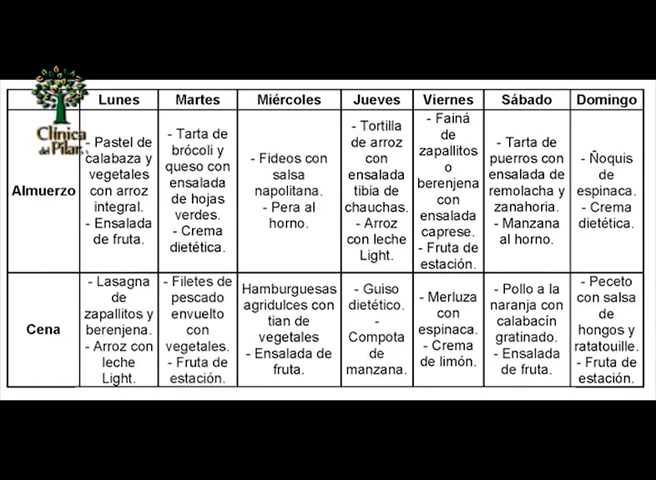 Clínica
del Pilar
Lunes
Martes
Miércoles
Jueves
Viernes
Sábado
Domingo
Almuerzo
- Pastel de
calabaza y
vegetales
con arroz
integral.
- Ensalada
de fruta.
- Tarta de
brócoli y
queso con
ensalada
de hojas
verdes.
- Crema
dietética.
- Fideos con
salsa
napolitana.
- Pera al
horno.
- Tortilla
de arroz
con
ensalada
tibia de
chauchas.
- Arroz
con leche
Light.
- Fainá
de
zapallitos
o
berenjena
con
ensalada
caprese.
- Fruta de
estación.
- Tarta de
puerros con
ensalada de
remolacha y
zanahoria.
- Manzana
al horno.
- Ñoquis
de
espinaca.
- Crema
dietética.
Cena
- Lasagna
de
zapallitos y
berenjena.
- Arroz con
leche
Light.
- Filetes de
pescado
envuelto
con
vegetales.
- Fruta de
estación.
Hamburguesas
agridulces con
tian de
vegetales
- Ensalada de
fruta.
- Guiso
dietético.
-
Compota
de
manzana.
- Merluza
con
espinaca.
- Crema
de limón.
- Pollo a la
naranja con
calabacín
gratinado.
- Ensalada
de fruta.
- Peceto
con salsa
de
hongos y
ratatouille.
- Fruta de
estación.